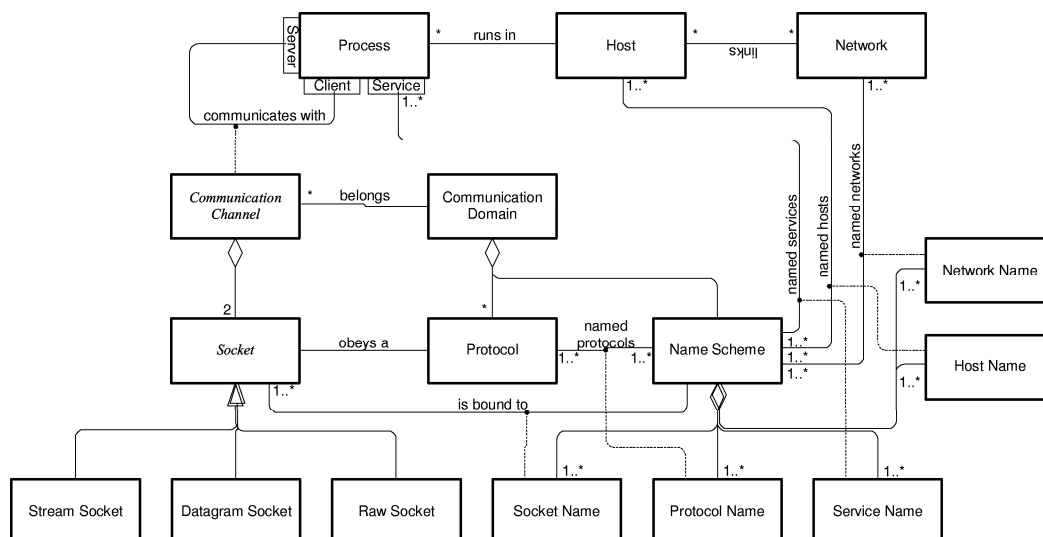 Process
Server
Client
Service
1..*
*
runs in
Host
*
links
*
Network
1..*
1..*
communicates with
Communication
Channel
*
belongs
Communication
Domain
named services
named hosts
named networks
Network Name
1..*
2
*
Socket
obeys a
Protocol
named
protocols
1..*
1..*
Name Scheme
1..*
1..*
1..*
Host Name
1..*
1..*
is bound to
1..*
1..*
1..*
Stream Socket
Datagram Socket
Raw Socket
Socket Name
Protocol Name
Service Name